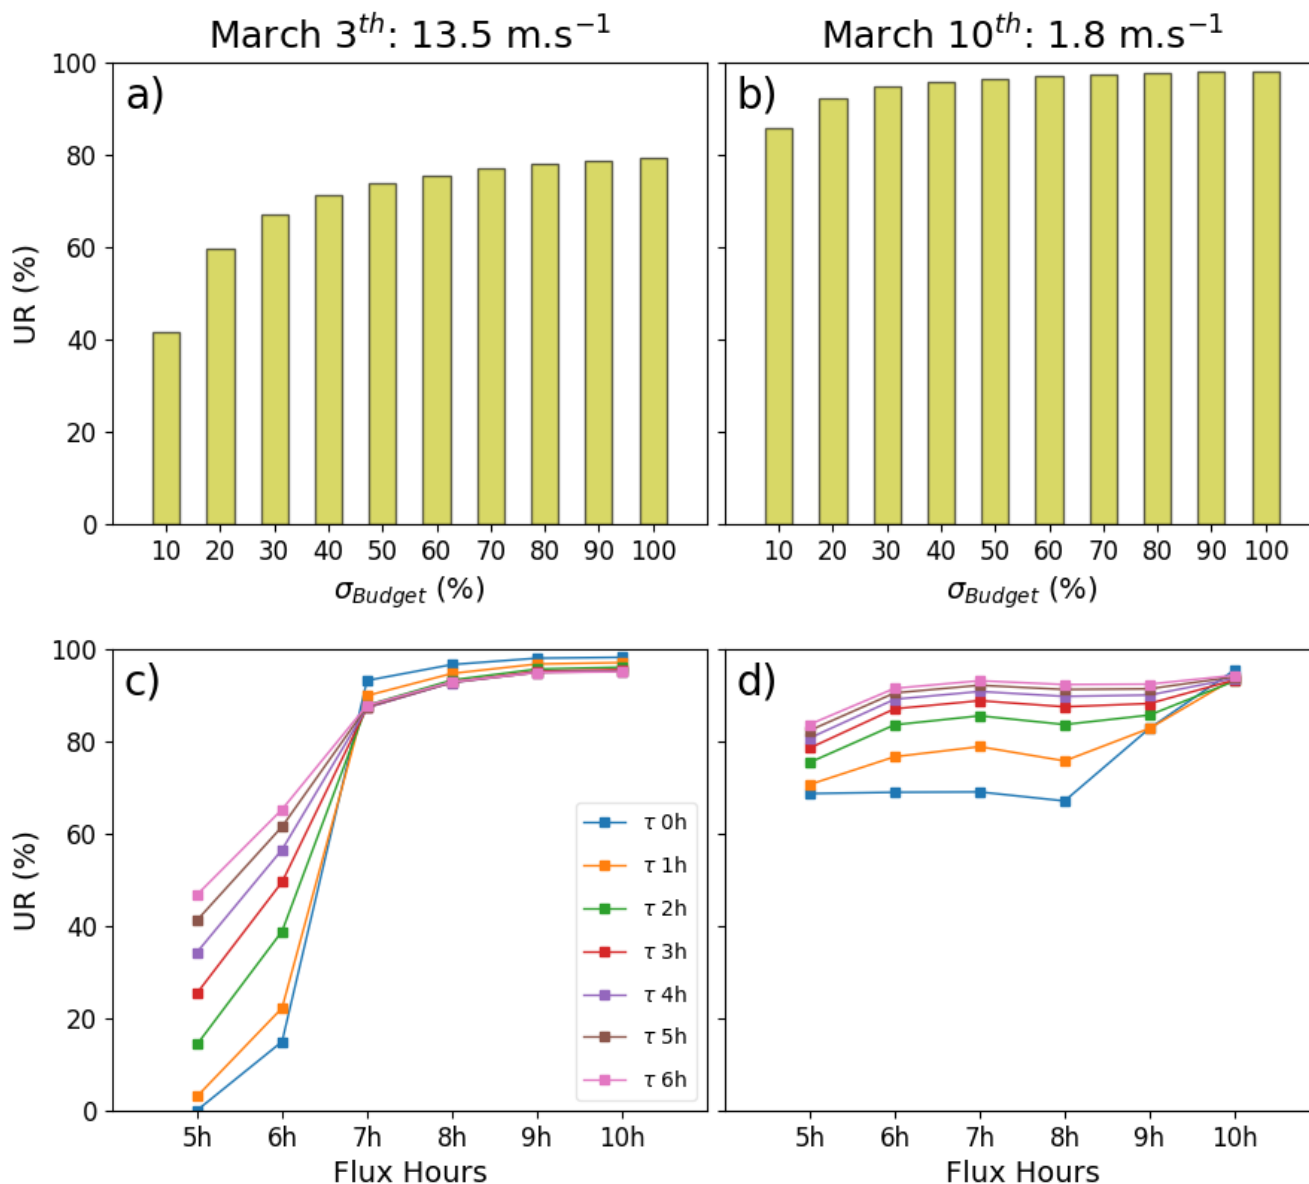 March 3th: 13.5 m.s−1
March 10th: 1.8 m.s−1
a)
b)
UR (%)
100
80
60
40
20
0
10 20 30 40 50 60 70 80 90 100
10 20 30 40 50 60 70 80 90 100
σBudget (%)
σBudget (%)
c)
d)
UR (%)
100
80
60
40
20
0
τ 0h
τ 1h
τ 2h
τ 3h
τ 4h
τ 5h
τ 6h
5h 6h 7h 8h 9h 10h
5h 6h 7h 8h 9h 10h
Flux Hours
Flux Hours